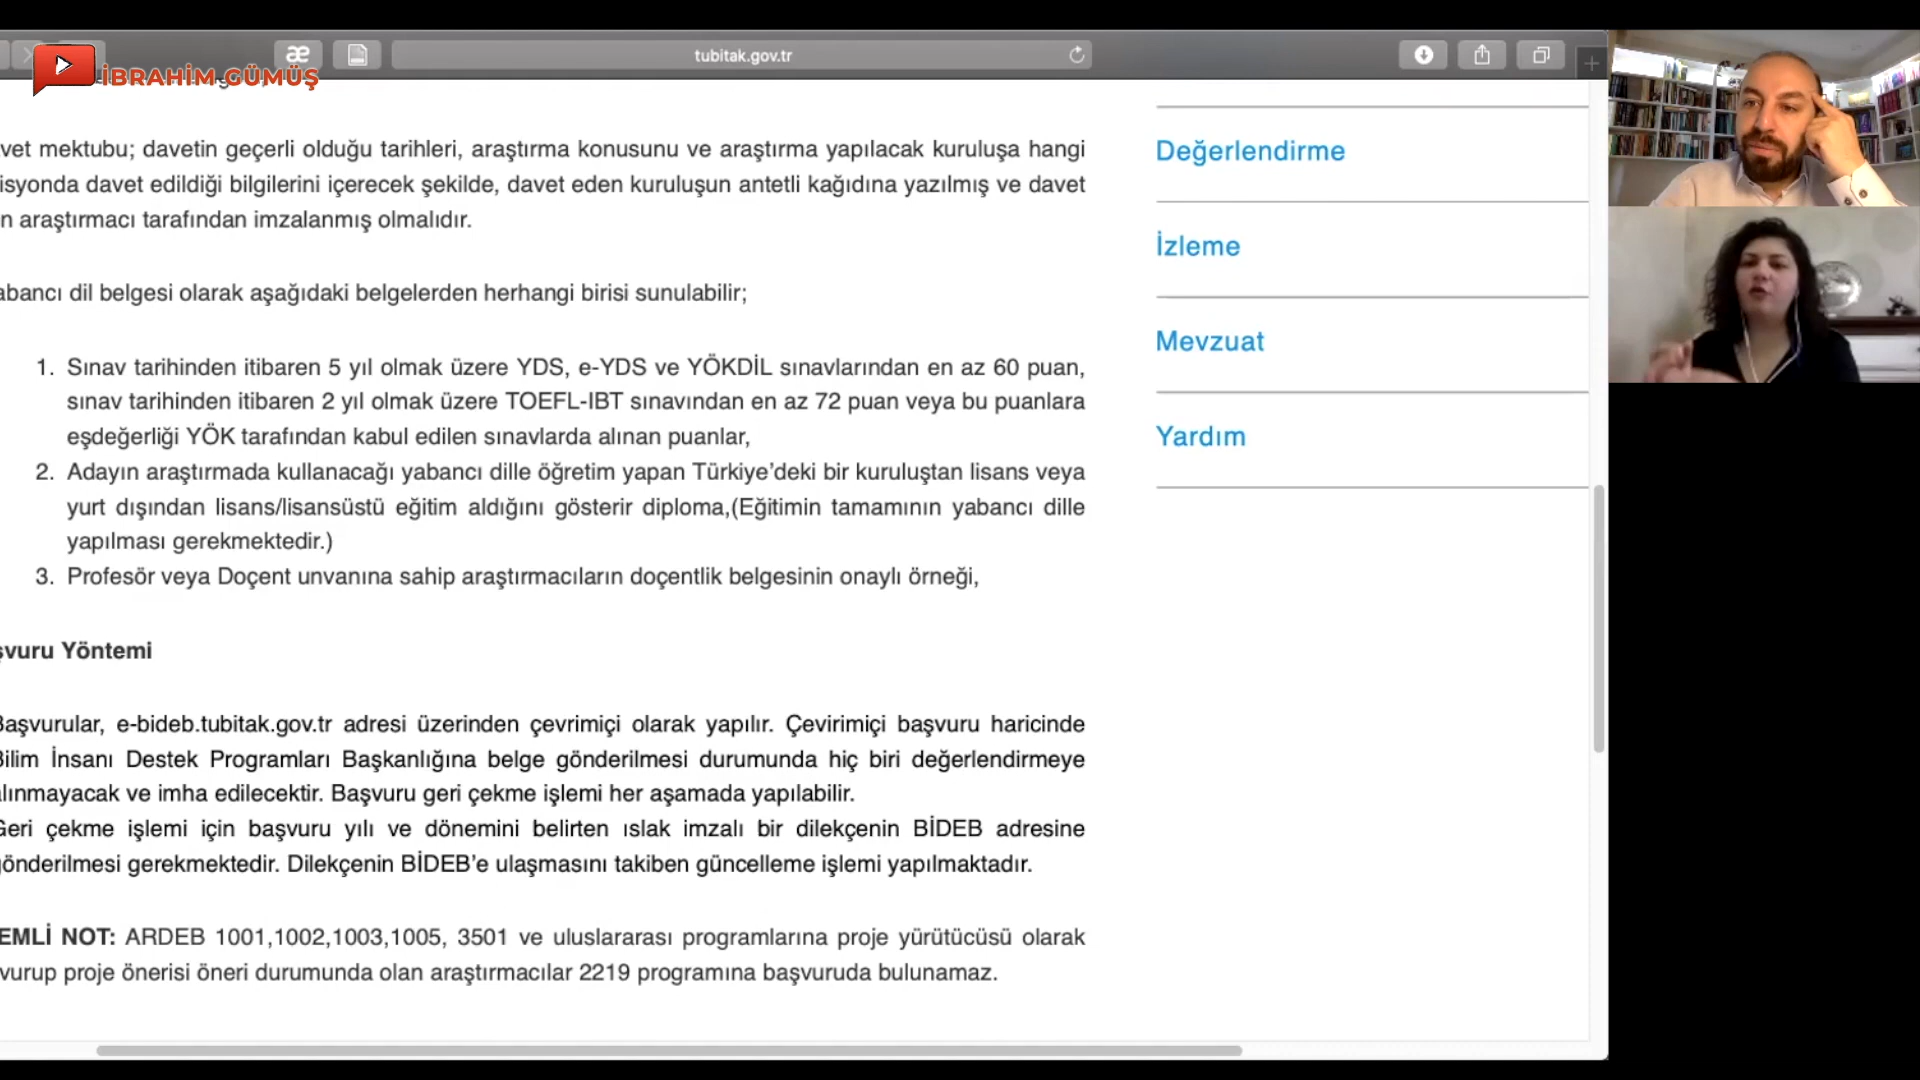 tubitak.gov.tr
İBRAHİM GÜMÜŞ
vet mektubu; davetin geçerli olduğu tarihleri, araştırma konusunu ve araştırma yapılacak kuruluşa hangi
isyonda davet edildiği bilgilerini içerecek şekilde, davet eden kuruluşun antetli kağıdına yazılmış ve davet
n araştırmacı tarafından imzalanmış olmalıdır.
abancı dil belgesi olarak aşağıdaki belgelerden herhangi birisi sunulabilir;
1. Sınav tarihinden itibaren 5 yıl olmak üzere YDS, e-YDS ve YÖKDİL sınavlarından en az 60 puan,
sınav tarihinden itibaren 2 yıl olmak üzere TOEFL-IBT sınavından en az 72 puan veya bu puanlara
eşdeğerliği YÖK tarafından kabul edilen sınavlarda alınan puanlar,
2. Adayın araştırmada kullanacağı yabancı dille öğretim yapan Türkiye’deki bir kuruluştan lisans veya
yurt dışından lisans/lisansüstü eğitim aldığını gösterir diploma,(Eğitimin tamamının yabancı dille
yapılması gerekmektedir.)
3. Profesör veya Doçent unvanına sahip araştırmacıların doçentlik belgesinin onaylı örneği,
şvuru Yöntemi
Başvurular, e-bideb.tubitak.gov.tr adresi üzerinden çevrimiçi olarak yapılır. Çevirimiçi başvuru haricinde
Bilim İnsanı Destek Programları Başkanlığına belge gönderilmesi durumunda hiç biri değerlendirmeye
alınmayacak ve imha edilecektir. Başvuru geri çekme işlemi her aşamada yapılabilir.
Geri çekme işlemi için başvuru yılı ve dönemini belirten ıslak imzalı bir dilekçenin BİDEB adresine
gönderilmesi gerekmektedir. Dilekçenin BİDEB’e ulaşmasını takiben güncelleme işlemi yapılmaktadır.
EMLİ NOT: ARDEB 1001,1002,1003,1005, 3501 ve uluslararası programlarına proje yürütücüsü olarak
vurup proje önerisi öneri durumunda olan araştırmacılar 2219 programına başvuruda bulunamaz.
Değerlendirme
İzleme
Mevzuat
Yardım